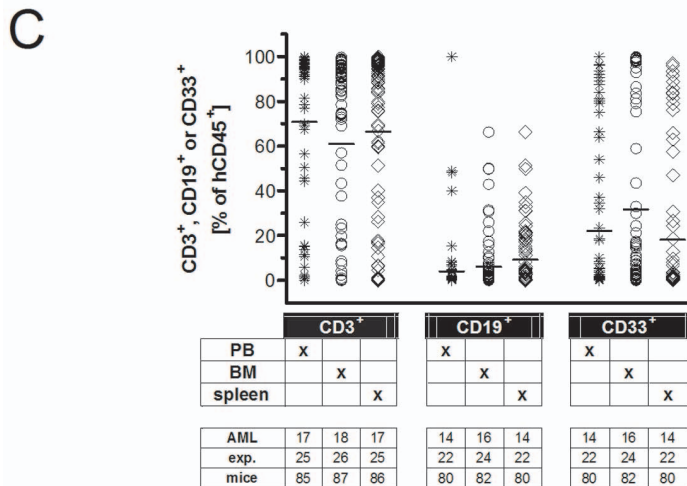 C
CD3⁺, CD19⁺ or CD33⁺
[% of hCD45⁺]
100
80
60
40
20
0
CD3⁺ CD19⁺ CD33⁺
PB x x x
BM x x x
spleen x x x
AML 17 18 17 14 16 14 14 16 14
exp. 25 26 25 22 24 22 22 24 22
mice 85 87 86 80 82 80 80 82 80